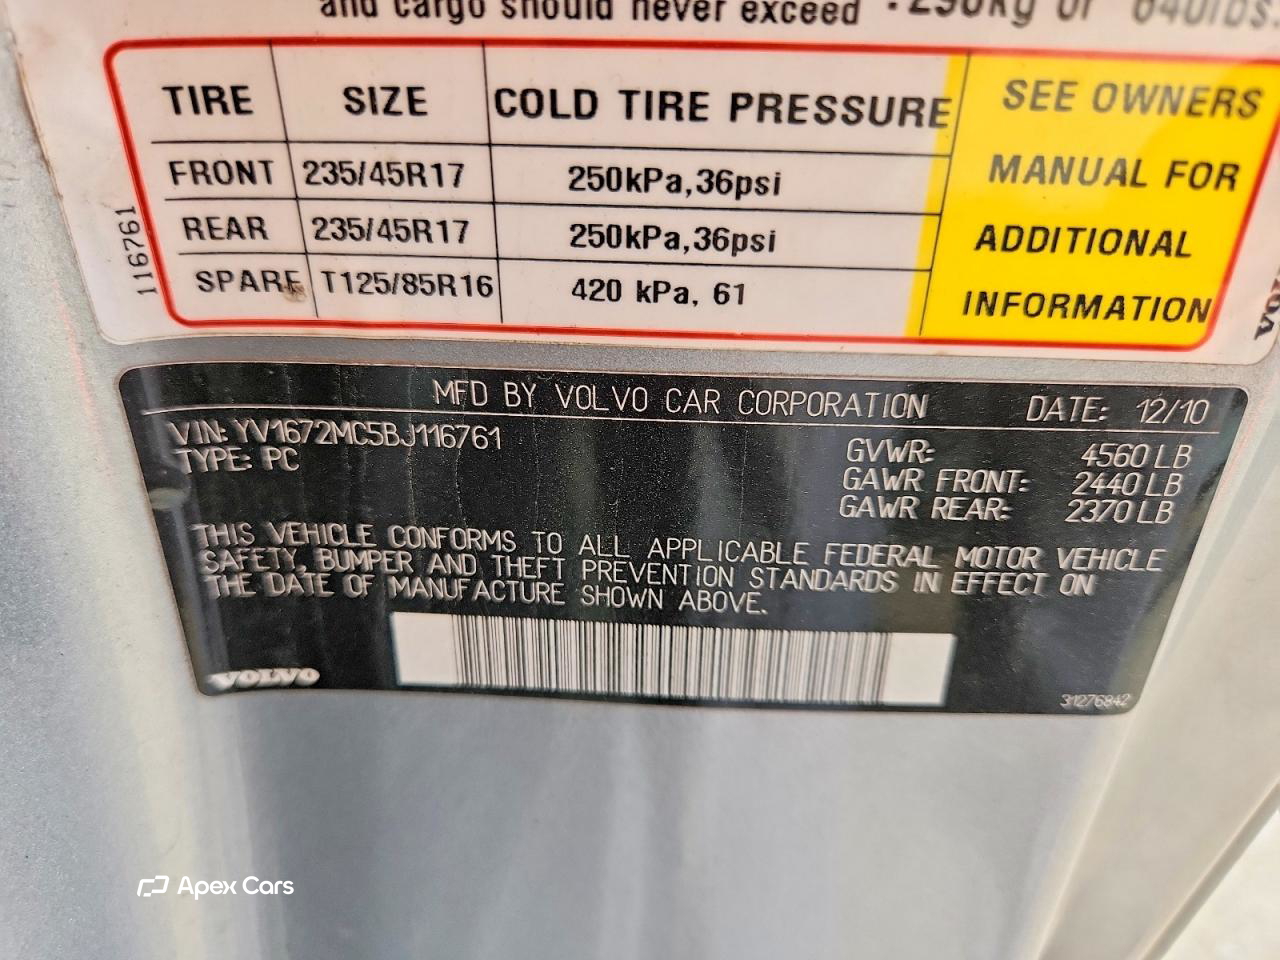 and cargo should never exceed 290kg or 640lbs.
TIRE SIZE COLD TIRE PRESSURE
FRONT 235/45R17 250kPa,36psi
REAR 235/45R17 250kPa,36psi
SPARE T125/85R16 420 kPa, 61
SEE OWNERS
MANUAL FOR
ADDITIONAL
INFORMATION
116761
VOLVO
MFD BY VOLVO CAR CORPORATION DATE: 12/10
VIN: YV1672MC5BJ116761
TYPE: PC
GVWR: 4560 LB
GAWR FRONT: 2440 LB
GAWR REAR: 2370 LB
THIS VEHICLE CONFORMS TO ALL APPLICABLE FEDERAL MOTOR VEHICLE
SAFETY, BUMPER AND THEFT PREVENTION STANDARDS IN EFFECT ON
THE DATE OF MANUFACTURE SHOWN ABOVE.
VOLVO
31276842
Apex Cars